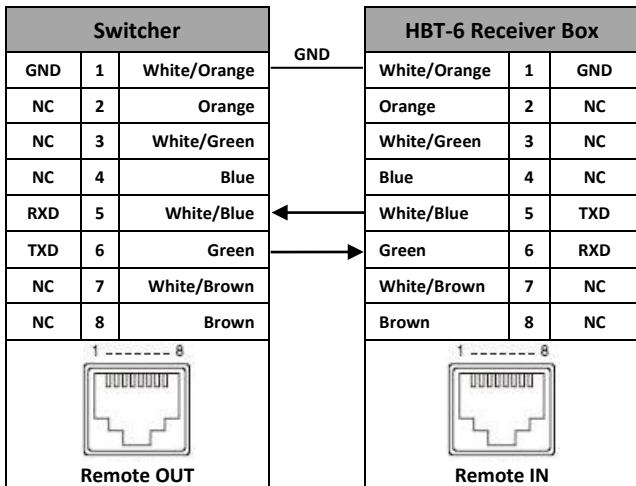 Switcher
GND 1 White/Orange
NC 2 Orange
NC 3 White/Green
NC 4 Blue
RXD 5 White/Blue
TXD 6 Green
NC 7 White/Brown
NC 8 Brown
1 -------- 8
Remote OUT
GND
HBT-6 Receiver Box
White/Orange 1 GND
Orange 2 NC
White/Green 3 NC
Blue 4 NC
White/Blue 5 TXD
Green 6 RXD
White/Brown 7 NC
Brown 8 NC
1 -------- 8
Remote IN